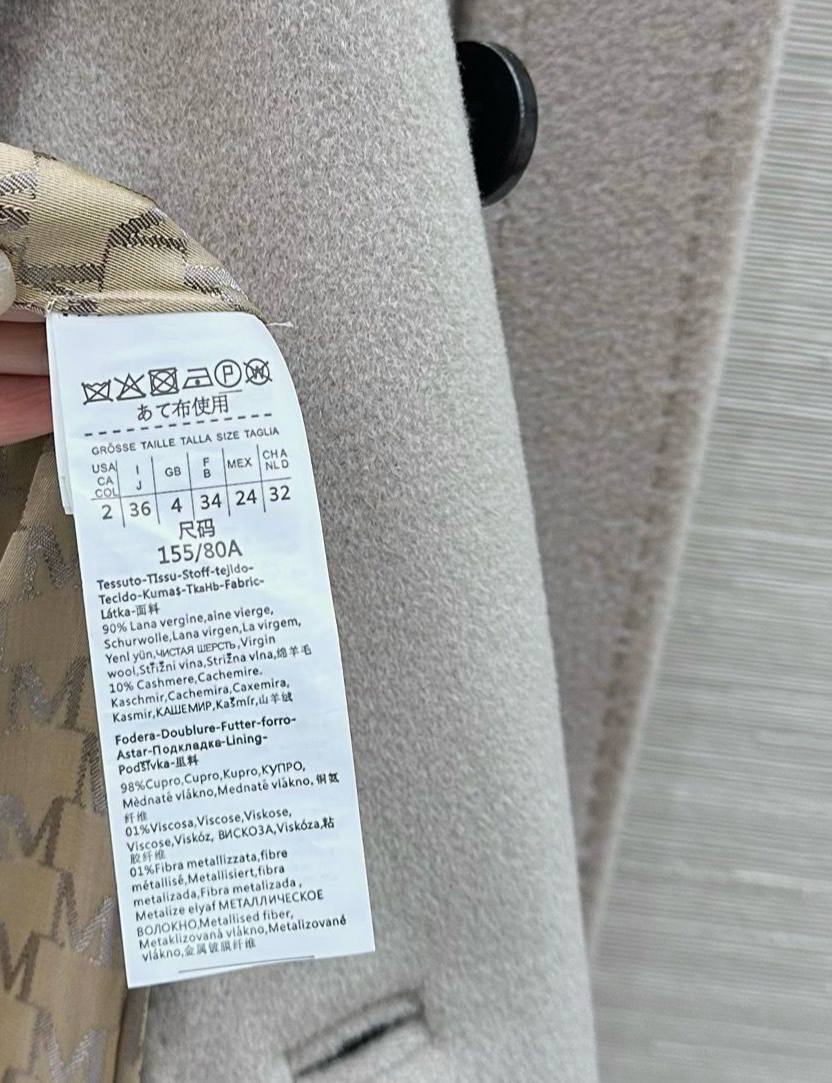 P W
あて布使用
GRÖSSE TAILLE TALLA SIZE TAGLIA
USA CA COL I J GB F B MEX CHA NLD
2 36 4 34 24 32
尺码
155/80A
Tessuto-Tissu-Stoff-tejido-
Tecido-Kumaş-TkaHb-Fabric-
Látka-面料
90% Lana vergine,aine vierge,
Schurwolle,Lana virgen,La virgem,
Yenl yün,ЧИСТАЯ ШЕРСТЬ,Virgin
wool,Střižní vina,Strižna vlna,绵羊毛
10% Cashmere,Cachemire.
Kaschmir,Cachemira,Caxemira,
Kasmir,КАШЕМИР,Kašmír,山羊绒
Fodera-Doublure-Futter-forro-
Astar-Подкладка-Lining-
Podšívka-里料
98%Cupro,Cupro,Kupro,КУПРО,
Mèdnaté vlákno,Mednaté vlákno,铜氨
纤维
01%Viscosa,Viscose,Viskose,
Viscose,Viskóz, ВИСКОЗА,Viskóza,粘
胶纤维
01%Fibra metallizzata,fibre
métallisé,Metallisiert,fibra
metalizada,Fibra metalizada,
Metalize elyaf МЕТАЛЛИЧЕСКОЕ
ВОЛОКНО,Metallised fiber,
Metaklizovaná vlákno,Metalizované
vlákno,金属镀膜纤维